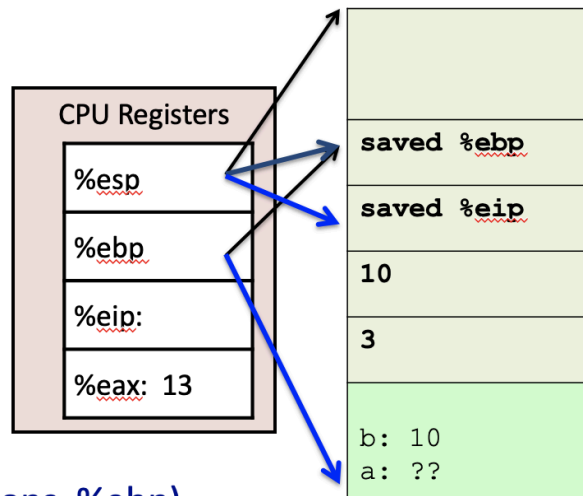 CPU Registers
%esp
%ebp
%eip:
%eax: 13
saved %ebp
saved %eip
10
3
b: 10
a: ??